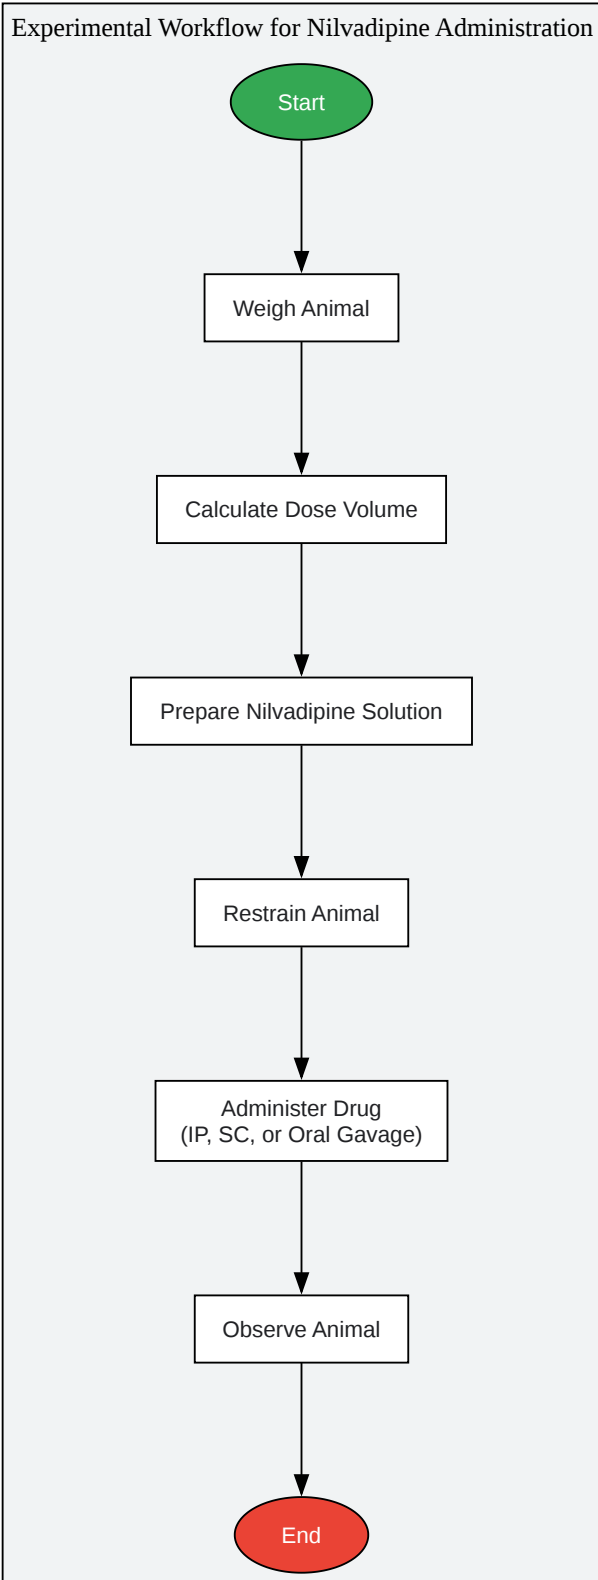 Experimental Workflow for Nilvadipine Administration
Start
Weigh Animal
Calculate Dose Volume
Prepare Nilvadipine Solution
Restrain Animal
Administer Drug
(IP, SC, or Oral Gavage)
Observe Animal
End